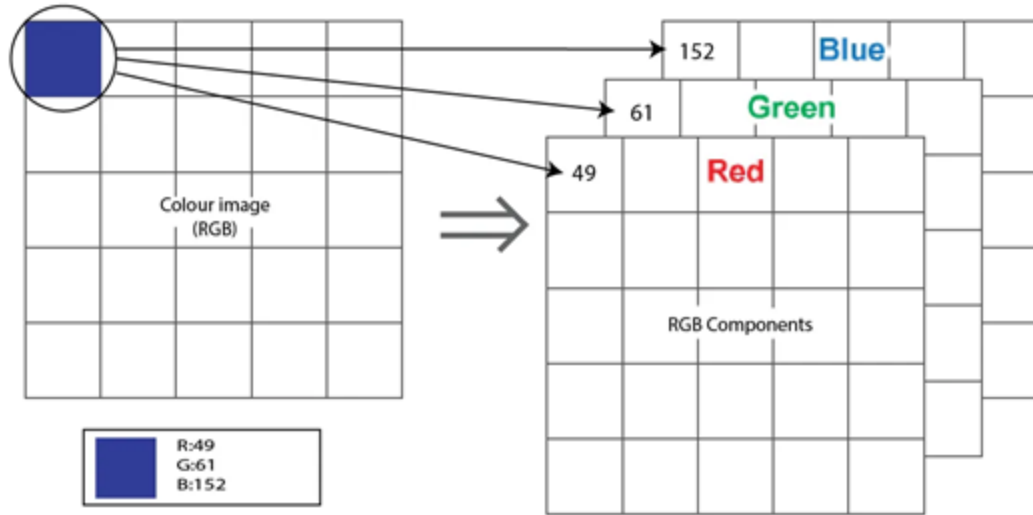 152
Blue
61
Green
49
Red
Colour image
(RGB)
RGB Components
R:49
G:61
B:152